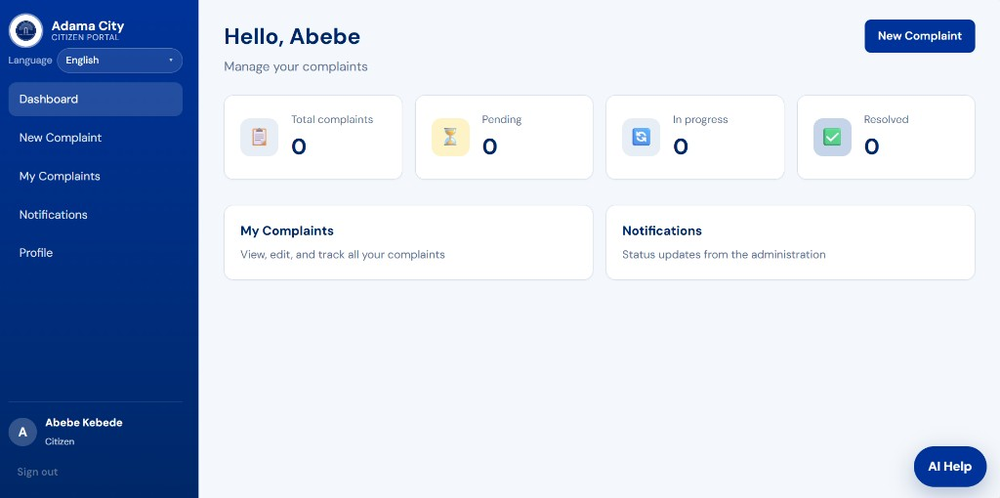 Adama City
CITIZEN PORTAL
Language English
Dashboard
New Complaint
My Complaints
Notifications
Profile
Abebe Kebede
A
Citizen
Sign out
Hello, Abebe
Manage your complaints
New Complaint
Total complaints
0
Pending
0
In progress
0
Resolved
0
My Complaints
View, edit, and track all your complaints
Notifications
Status updates from the administration
AI Help